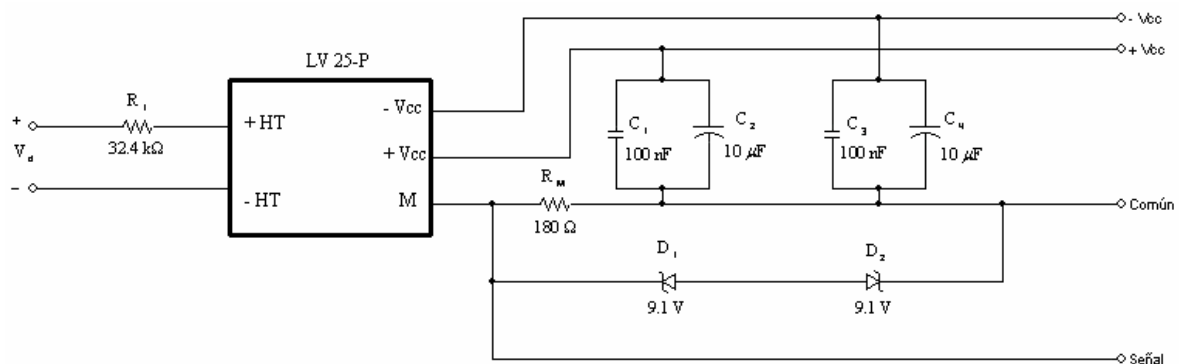 - Vcc
+ Vcc
LV 25-P
R1
32.4 kΩ
+
Vd
-
+ HT
- HT
- Vcc
+ Vcc
M
C1
100 nF
C2
10 µF
C3
100 nF
C4
10 µF
RM
180 Ω
Común
D1
9.1 V
D2
9.1 V
Señal